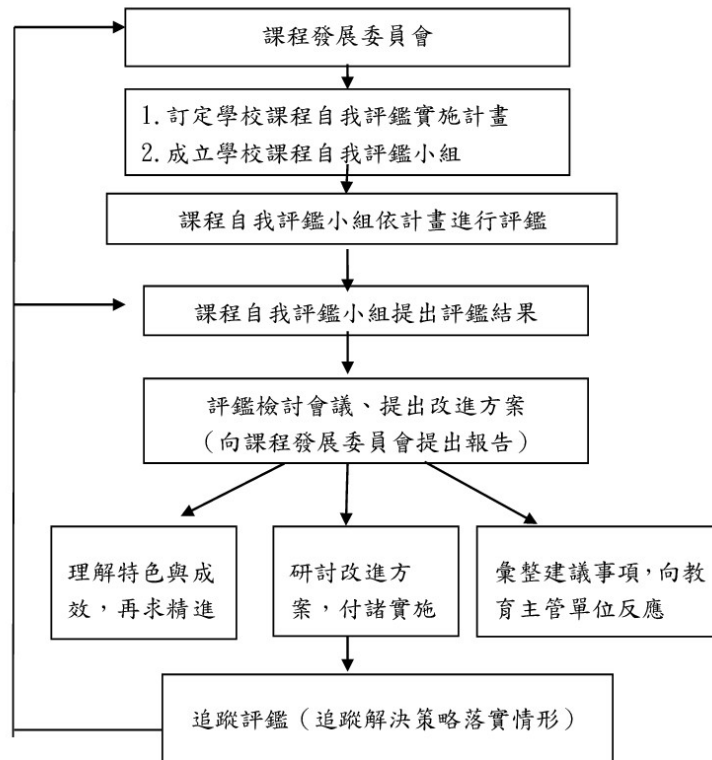 課程發展委員會
1.訂定學校課程自我評鑑實施計畫
2.成立學校課程自我評鑑小組
課程自我評鑑小組依計畫進行評鑑
課程自我評鑑小組提出評鑑結果
評鑑檢討會議、提出改進方案
(向課程發展委員會提出報告)
理解特色與成
效，再求精進
研討改進方
案，付諸實施
彙整建議事項，向教
育主管單位反應
追蹤評鑑(追蹤解決策略落實情形)